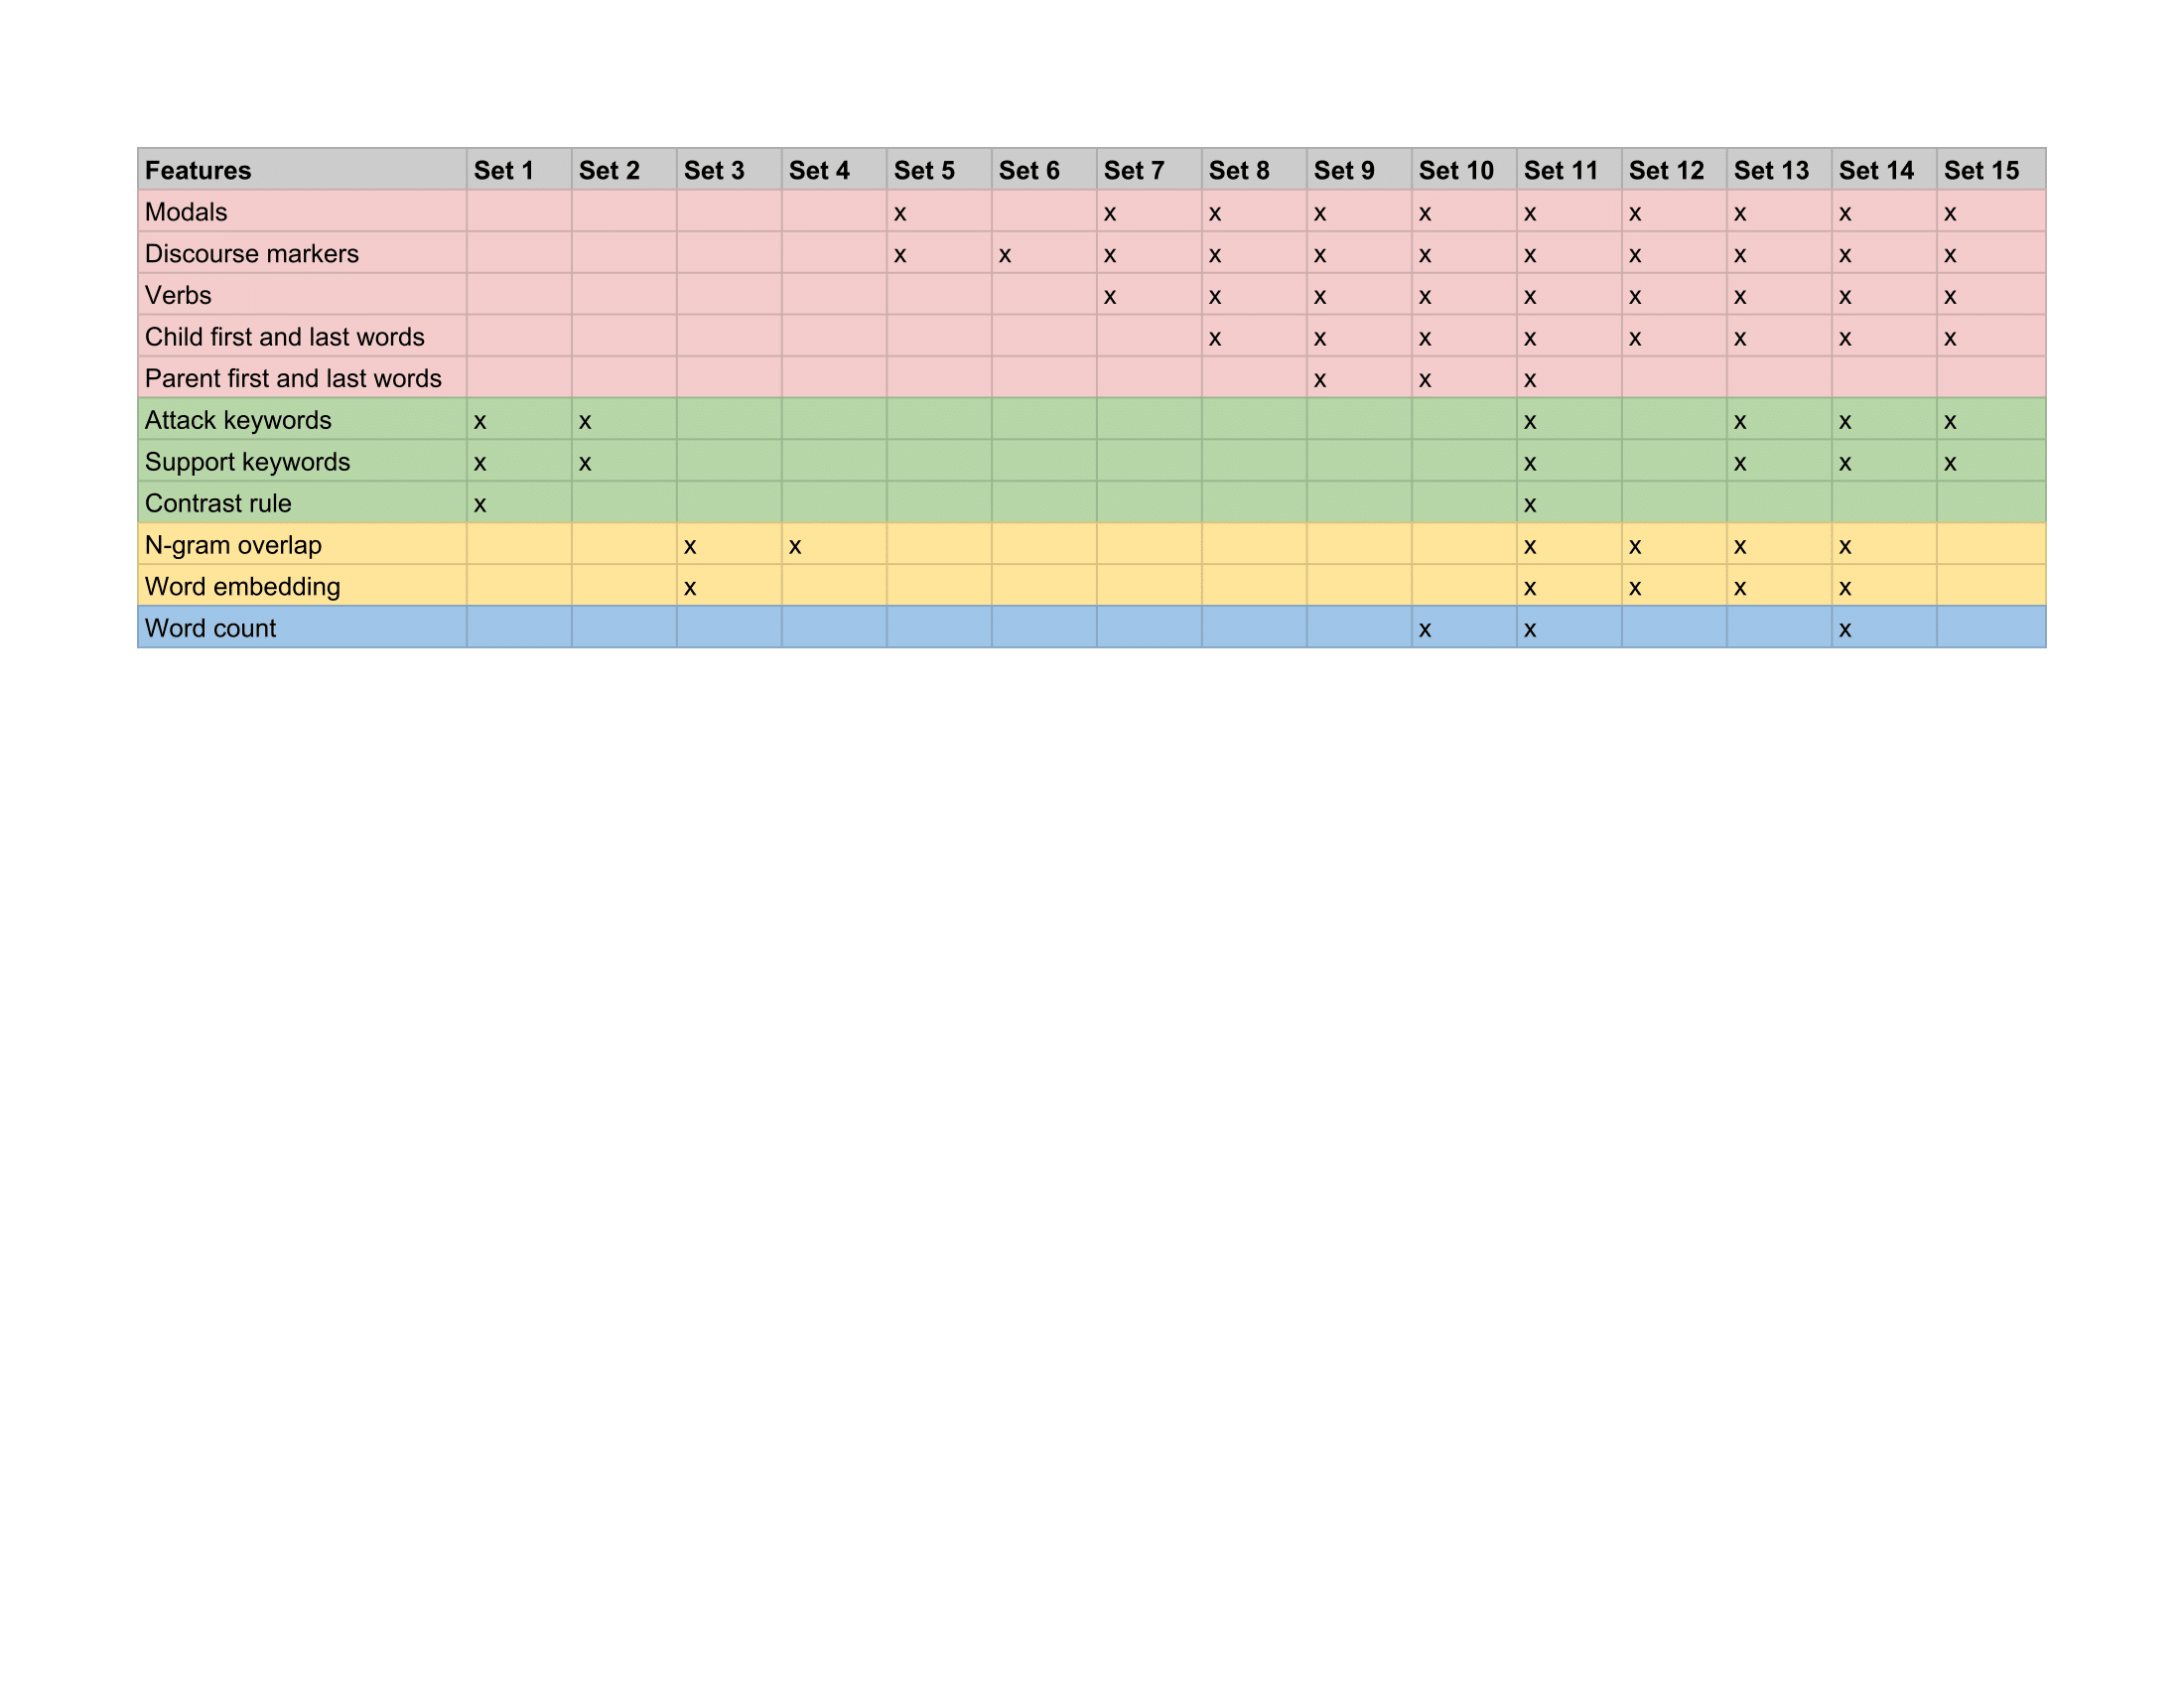 Features Set 1 Set 2 Set 3 Set 4 Set 5 Set 6 Set 7 Set 8 Set 9 Set 10 Set 11 Set 12 Set 13 Set 14 Set 15
Modals x x x x x x x x x x
Discourse markers x x x x x x x x x x x
Verbs x x x x x x x x x
Child first and last words x x x x x x x x
Parent first and last words x x x
Attack keywords x x x x x x
Support keywords x x x x x x
Contrast rule x x
N-gram overlap x x x x x x
Word embedding x x x x x
Word count x x x